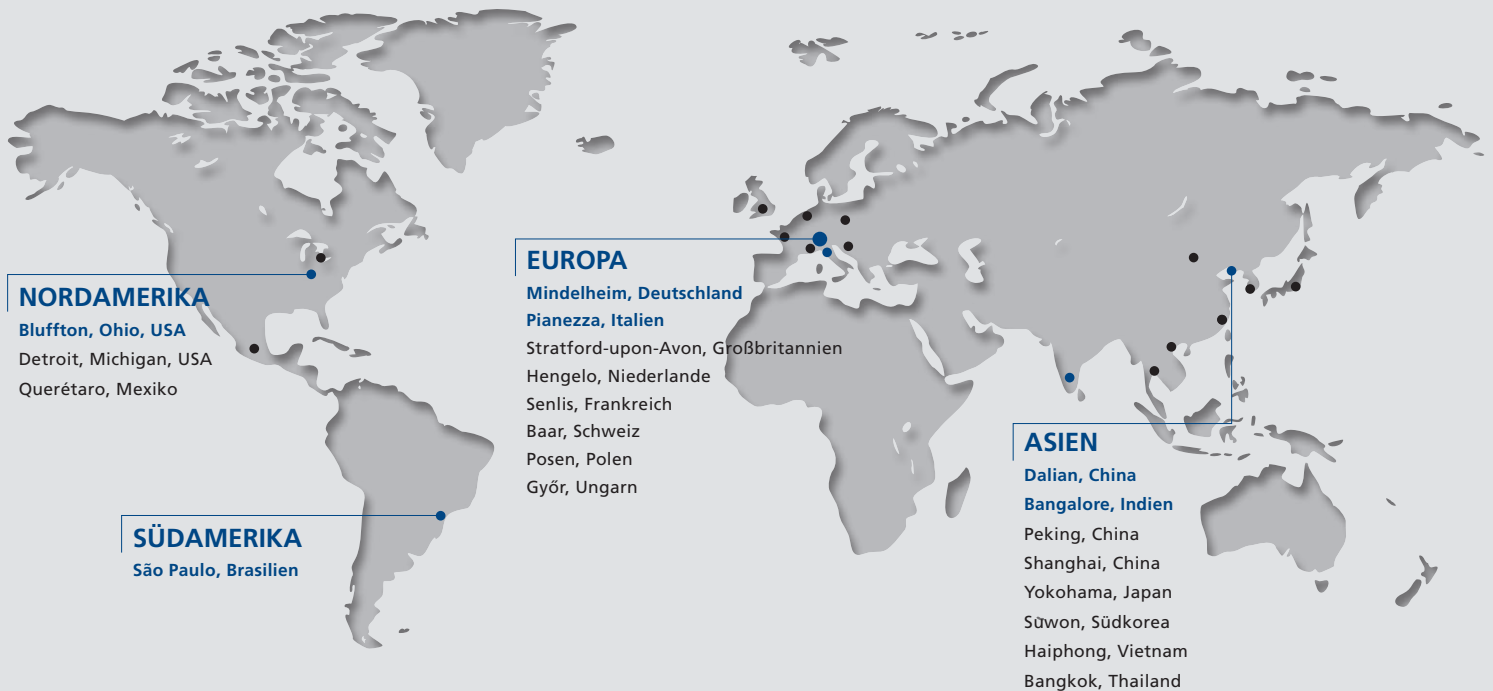 NORDAMERIKA
Bluffton, Ohio, USA
Detroit, Michigan, USA
Querétaro, Mexiko
SÜDAMERIKA
São Paulo, Brasilien
EUROPA
Mindelheim, Deutschland
Pianezza, Italien
Stratford-upon-Avon, Großbritannien
Hengelo, Niederlande
Senlis, Frankreich
Baar, Schweiz
Posen, Polen
Győr, Ungarn
ASIEN
Dalian, China
Bangalore, Indien
Peking, China
Shanghai, China
Yokohama, Japan
Sùwon, Südkorea
Haiphong, Vietnam
Bangkok, Thailand